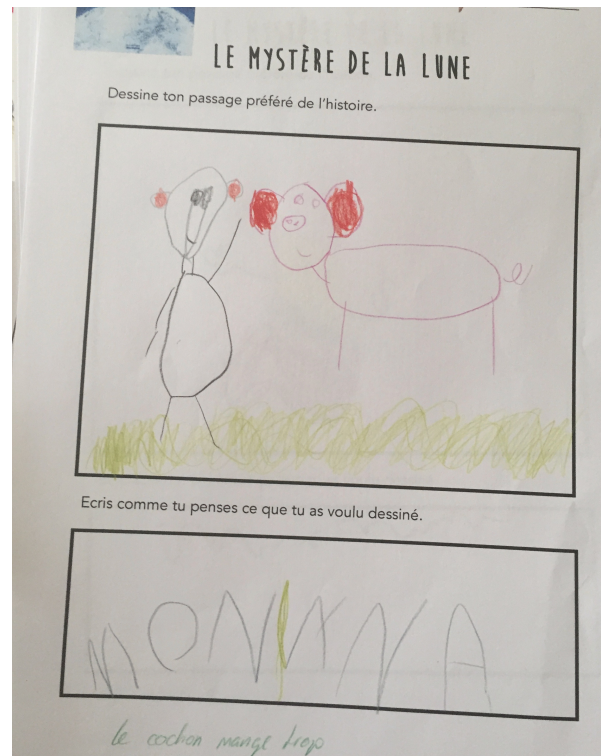 LE MYSTÈRE DE LA LUNE
Dessine ton passage préféré de l'histoire.
Ecris comme tu penses ce que tu as voulu dessiné.
MONANA
le cochon mange trop